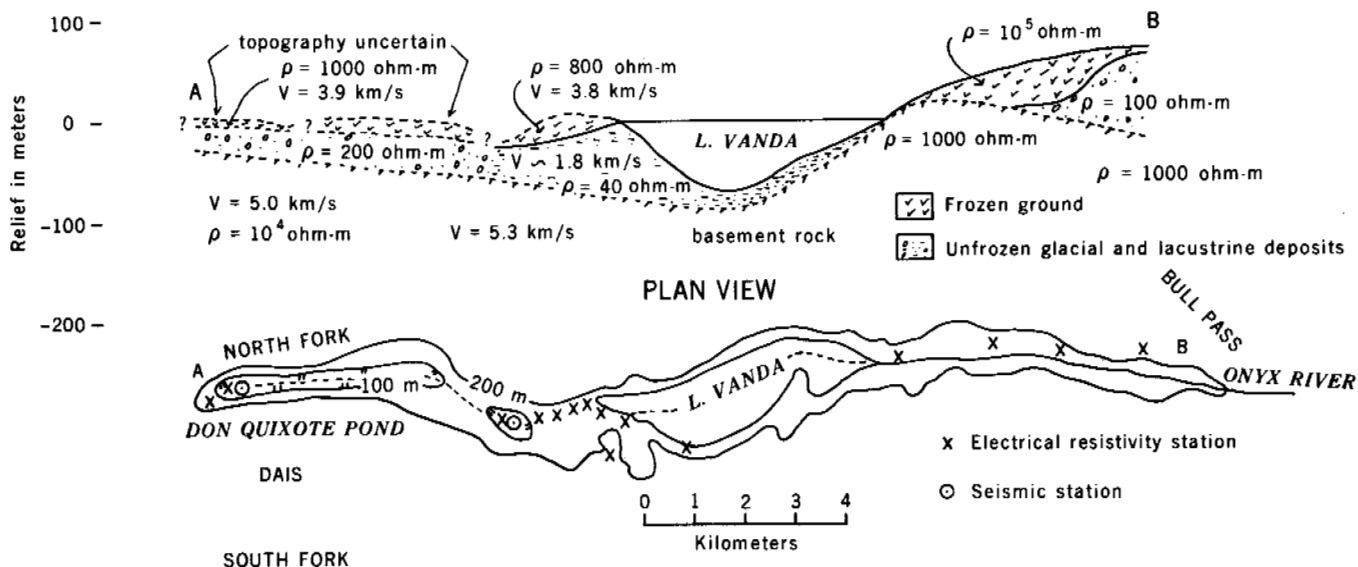 100 –
0 –
-100 –
-200 –
Relief in meters
topography uncertain
A
ρ = 1000 ohm-m
V = 3.9 km/s
ρ = 800 ohm-m
V = 3.8 km/s
ρ = 10⁵ ohm-m
B
?
?
?
ρ = 200 ohm-m
V ~ 1.8 km/s
ρ = 40 ohm-m
L. VANDA
ρ = 100 ohm-m
ρ = 1000 ohm-m
ρ = 1000 ohm-m
V = 5.0 km/s
ρ = 10⁴ ohm-m
V = 5.3 km/s
basement rock
Frozen ground
Unfrozen glacial and lacustrine deposits
PLAN VIEW
NORTH FORK
A
100 m
200 m
L. VANDA
B
BULL PASS
ONYX RIVER
DON QUIXOTE POND
DAIS
SOUTH FORK
x Electrical resistivity station
⊙ Seismic station
0 1 2 3 4
Kilometers